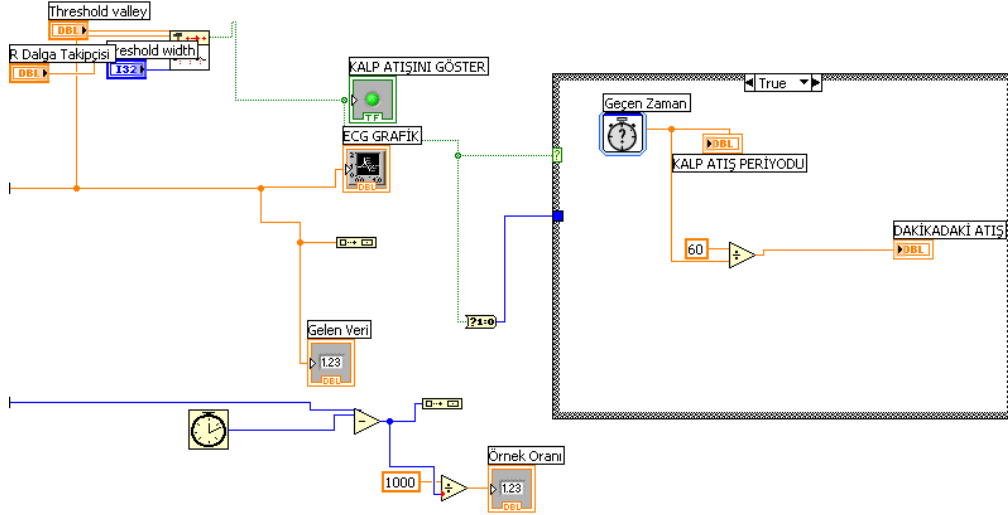 Threshold valley
DBL
R Dalga Takipçisi
reshold width
DBL
I32
KALP ATIŞINI GÖSTER
TF
ECG GRAFİK
DBL
True
Geçen Zaman
?
DBL
KALP ATIŞ PERİYODU
?
DAKİKADAKİ ATIŞ
60
DBL
?1:0
Gelen Veri
1.23
DBL
Örnek Oranı
1000
1.23
DBL